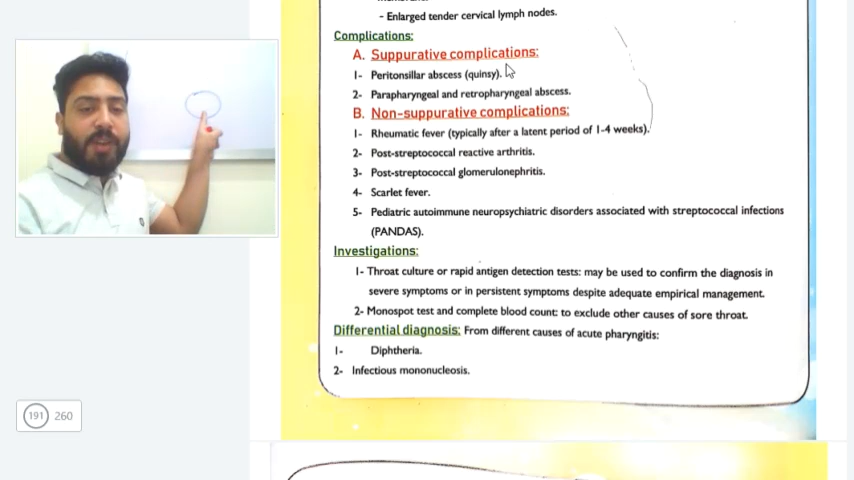 - Enlarged tender cervical lymph nodes.
Complications:
A. Suppurative complications:
1- Peritonsillar abscess (quinsy).
2- Parapharyngeal and retropharyngeal abscess.
B. Non-suppurative complications:
1- Rheumatic fever (typically after a latent period of 1-4 weeks).
2- Post-streptococcal reactive arthritis.
3- Post-streptococcal glomerulonephritis.
4- Scarlet fever.
5- Pediatric autoimmune neuropsychiatric disorders associated with streptococcal infections
(PANDAS).
Investigations:
1- Throat culture or rapid antigen detection tests: may be used to confirm the diagnosis in
severe symptoms or in persistent symptoms despite adequate empirical management.
2- Monospot test and complete blood count: to exclude other causes of sore throat.
Differential diagnosis: From different causes of acute pharyngitis:
1- Diphtheria.
2- Infectious mononucleosis.
191 260